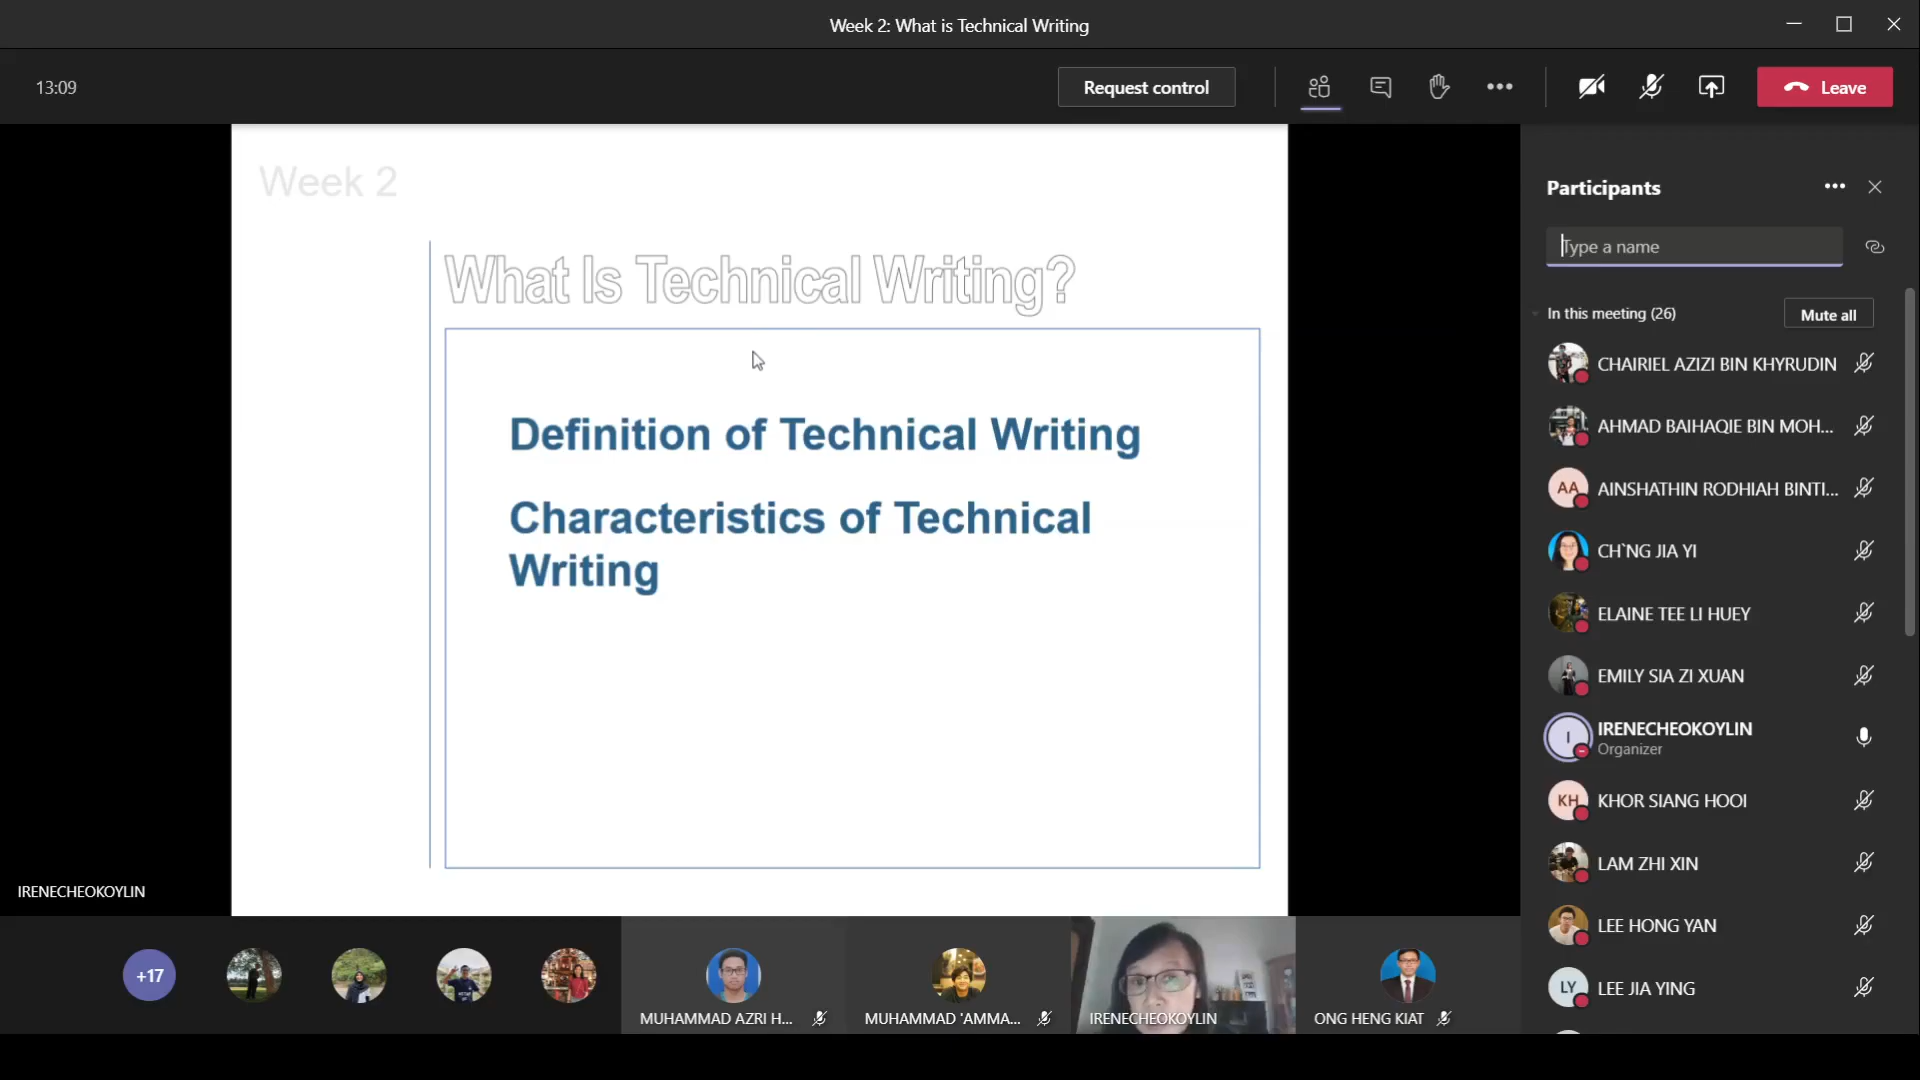 Week 2: What is Technical Writing
13:09
Request control
Leave
Week 2
What Is Technical Writing?
Definition of Technical Writing
Characteristics of Technical
Writing
IRENECHEOKOYLIN
Participants
Type a name
In this meeting (26)
Mute all
CHAIRIEL AZIZI BIN KHYRUDIN
AHMAD BAIHAQIE BIN MOH...
AA
AINSHATHIN RODHIAH BINTI...
CH`NG JIA YI
ELAINE TEE LI HUEY
EMILY SIA ZI XUAN
I
IRENECHEOKOYLIN
Organizer
KH
KHOR SIANG HOOI
LAM ZHI XIN
LEE HONG YAN
LY
LEE JIA YING
+17
MUHAMMAD AZRI H...
MUHAMMAD 'AMMA...
IRENECHEOKOYLIN
ONG HENG KIAT